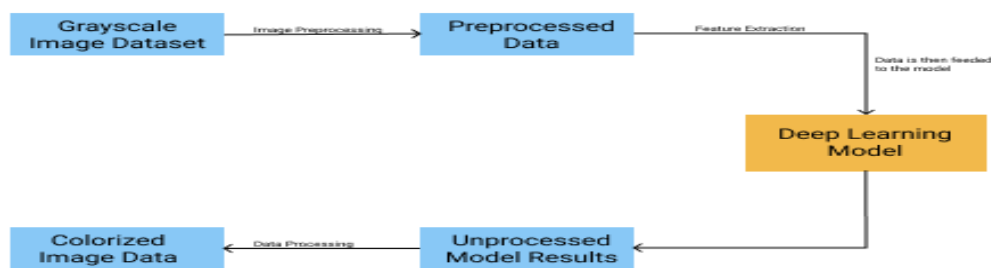 Grayscale
Image Dataset
Image Preprocessing
Preprocessed
Data
Feature Extraction
Data is then feeded
to the model
Deep Learning
Model
Unprocessed
Model Results
Data Processing
Colorized
Image Data